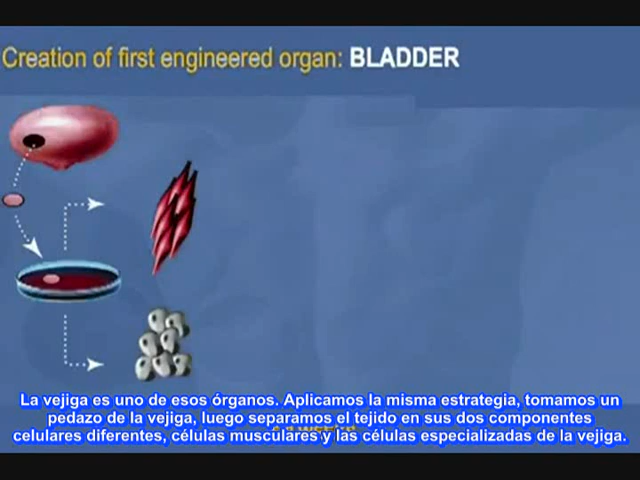 Creation of first engineered organ: BLADDER
La vejiga es uno de esos órganos. Aplicamos la misma estrategia, tomamos un
pedazo de la vejiga, luego separamos el tejido en sus dos componentes
celulares diferentes, células musculares y las células especializadas de la vejiga.